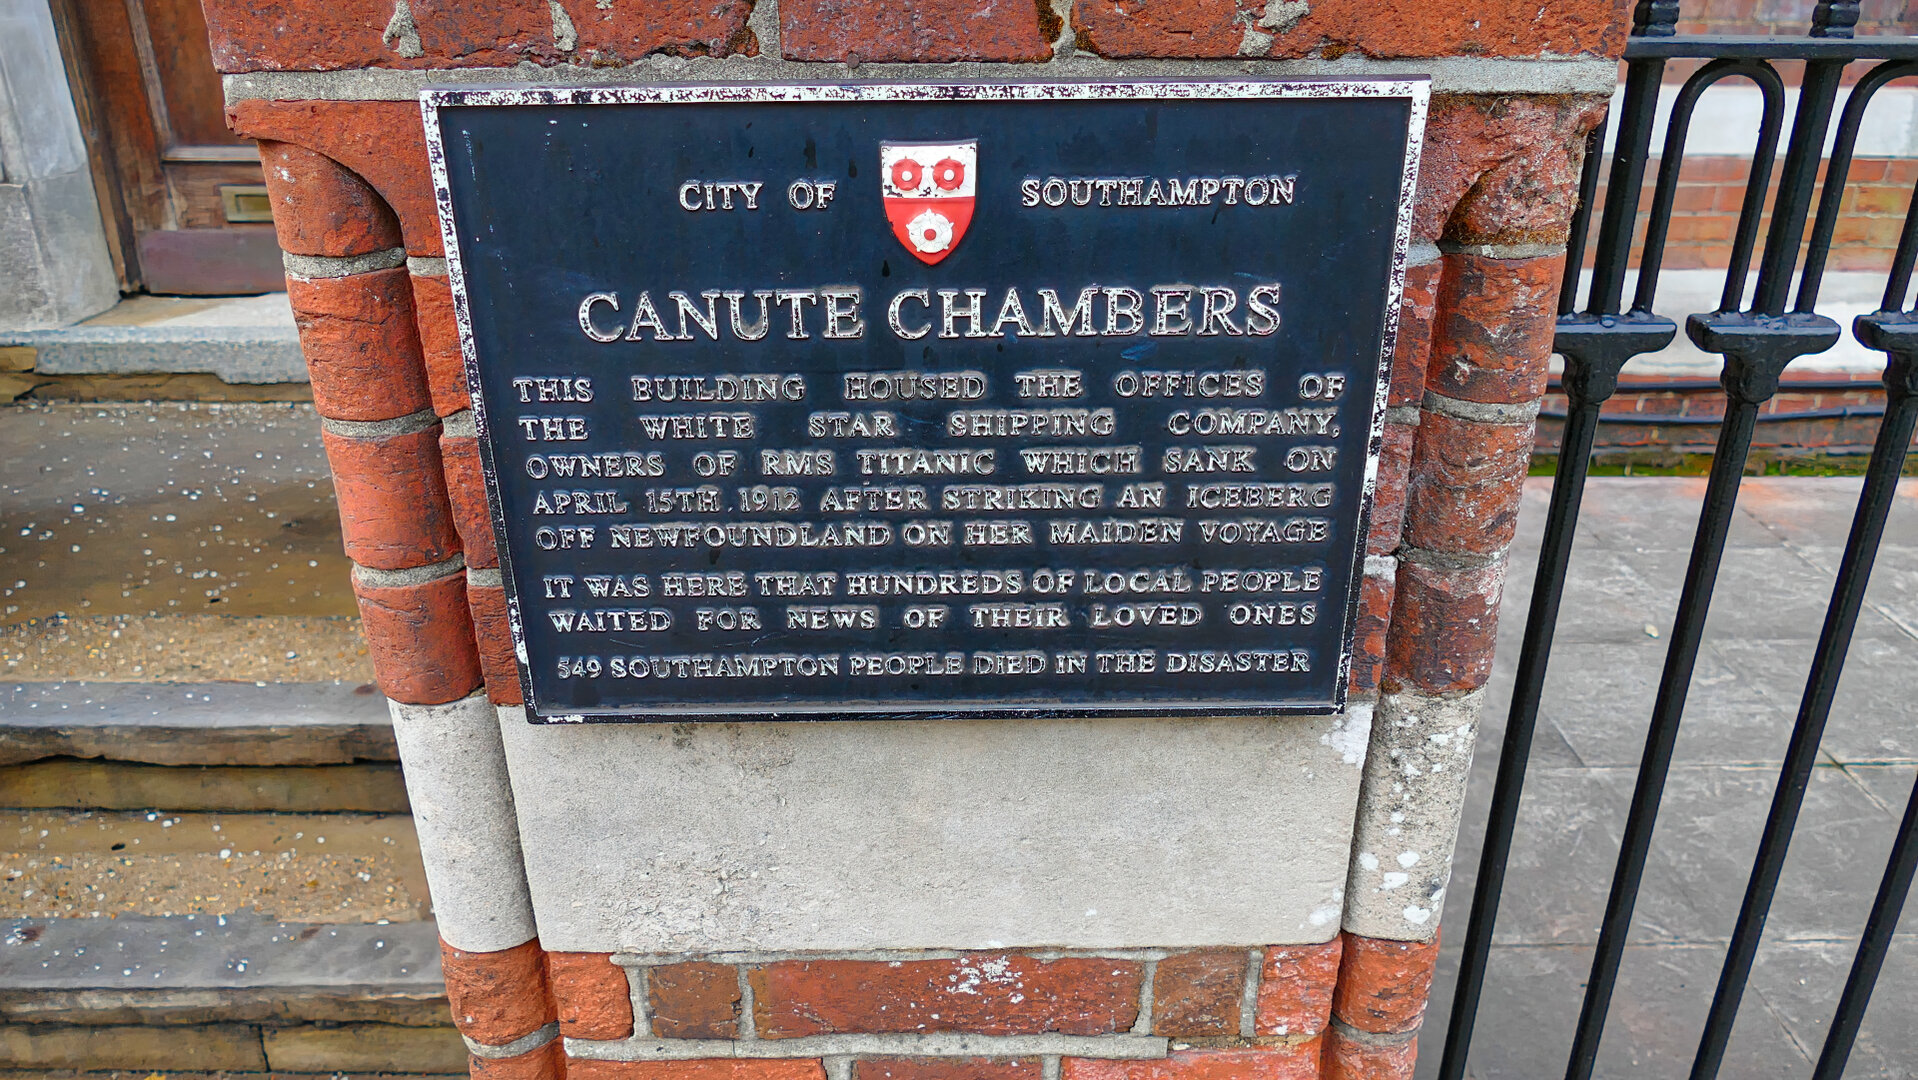 CITY OF SOUTHAMPTON
CANUTE CHAMBERS
THIS BUILDING HOUSED THE OFFICES OF
THE WHITE STAR SHIPPING COMPANY,
OWNERS OF RMS TITANIC WHICH SANK ON
APRIL 15TH 1912 AFTER STRIKING AN ICEBERG
OFF NEWFOUNDLAND ON HER MAIDEN VOYAGE
IT WAS HERE THAT HUNDREDS OF LOCAL PEOPLE
WAITED FOR NEWS OF THEIR LOVED ONES
549 SOUTHAMPTON PEOPLE DIED IN THE DISASTER